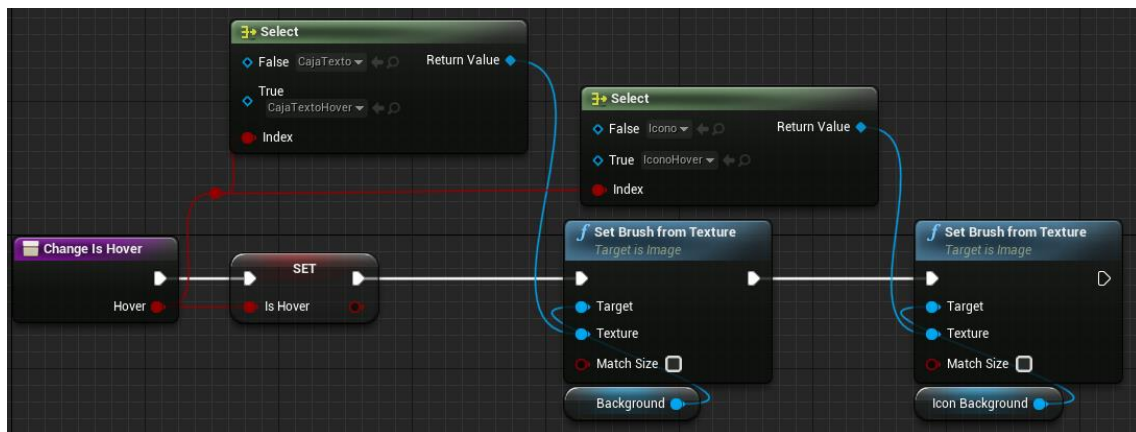 Select
False CajaTexto Return Value
True
CajaTextoHover
Index
Select
False Icono Return Value
True IconoHover
Index
Change Is Hover
Hover
SET
Is Hover
f Set Brush from Texture
Target is Image
Target
Texture
Match Size
Background
f Set Brush from Texture
Target is Image
Target
Texture
Match Size
Icon Background